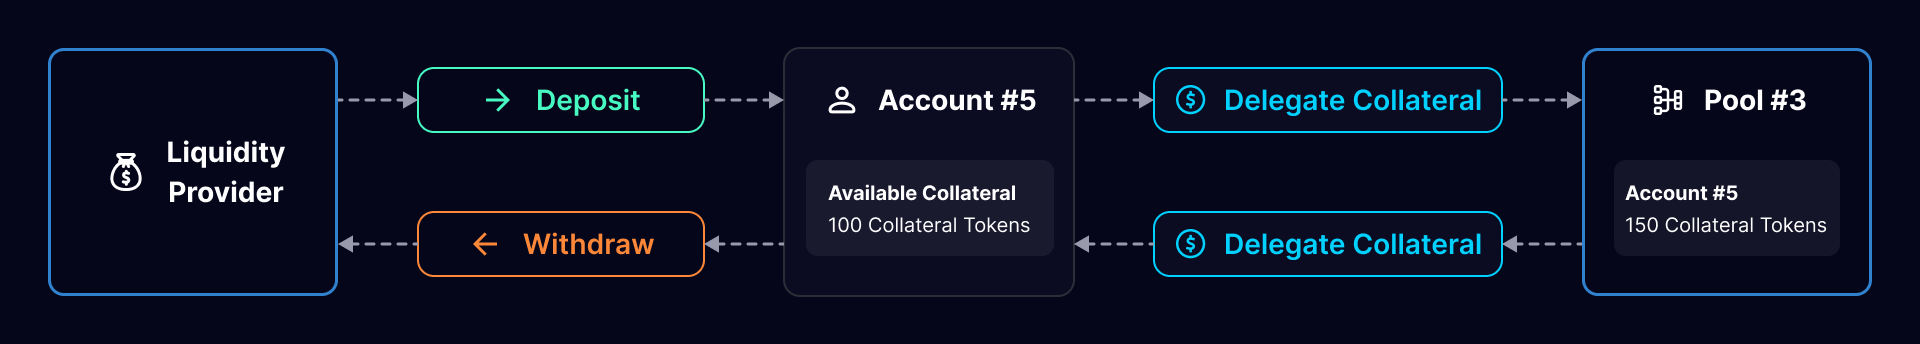 Liquidity
Provider
Deposit
Withdraw
Account #5
Available Collateral
100 Collateral Tokens
Delegate Collateral
Delegate Collateral
Pool #3
Account #5
150 Collateral Tokens